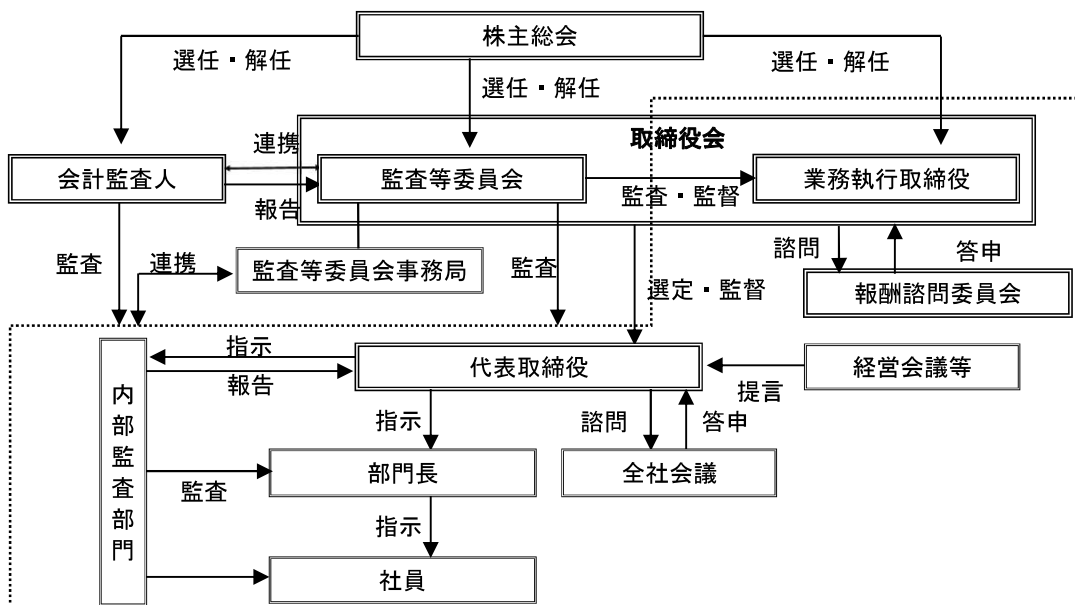 株主総会
選任・解任
選任・解任
選任・解任
取締役会
連携
会計監査人
監査等委員会
業務執行取締役
監査・監督
報告
諮問
答申
監査
連携
監査等委員会事務局
監査
選定・監督
報酬諮問委員会
指示
報告
代表取締役
経営会議等
提言
内部監査部門
指示
諮問
答申
部門長
全社会議
監査
指示
社員